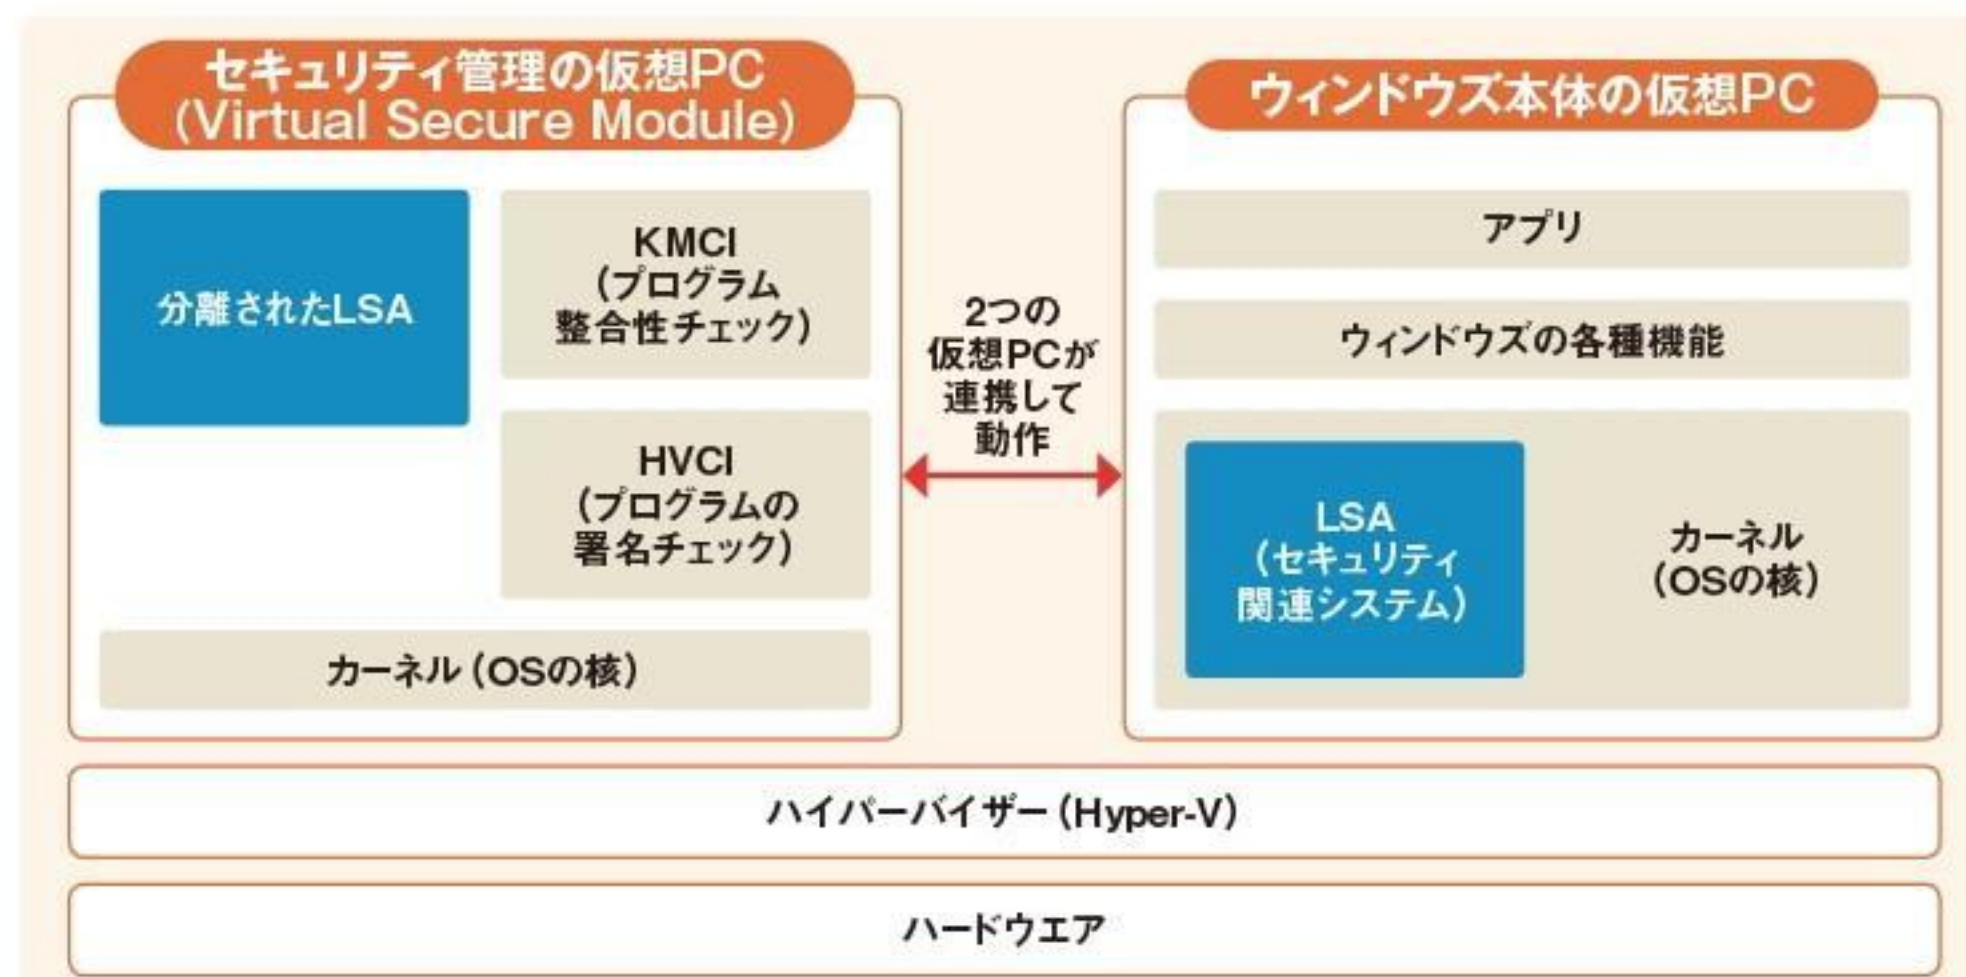 セキュリティ管理の仮想PC
(Virtual Secure Module)
分離されたLSA
KMCI
(プログラム
整合性チェック)
HVCI
(プログラムの
署名チェック)
カーネル(OSの核)
2つの
仮想PCが
連携して
動作
ウィンドウズ本体の仮想PC
アプリ
ウィンドウズの各種機能
LSA
(セキュリティ
関連システム)
カーネル
(OSの核)
ハイパーバイザー(Hyper-V)
ハードウエア